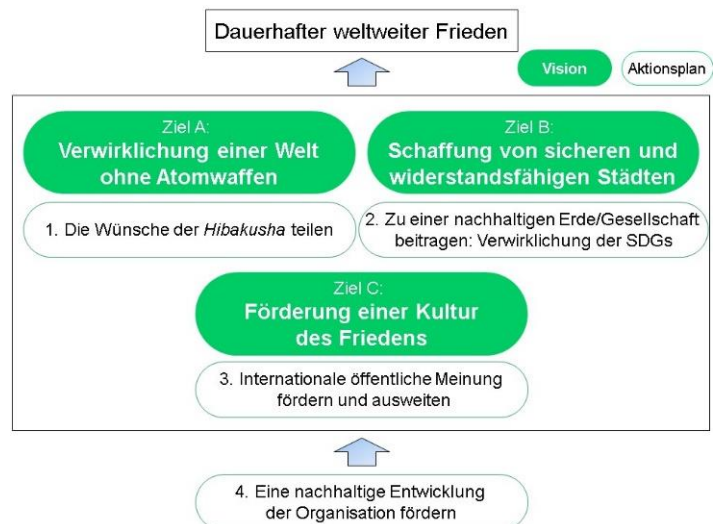 Dauerhafter weltweiter Frieden
Vision
Aktionsplan
Ziel A:
Verwirklichung einer Welt
ohne Atomwaffen
Ziel B:
Schaffung von sicheren und
widerstandsfähigen Städten
1. Die Wünsche der Hibakusha teilen
2. Zu einer nachhaltigen Erde/Gesellschaft
beitragen: Verwirklichung der SDGs
Ziel C:
Förderung einer Kultur
des Friedens
3. Internationale öffentliche Meinung
fördern und ausweiten
4. Eine nachhaltige Entwicklung
der Organisation fördern